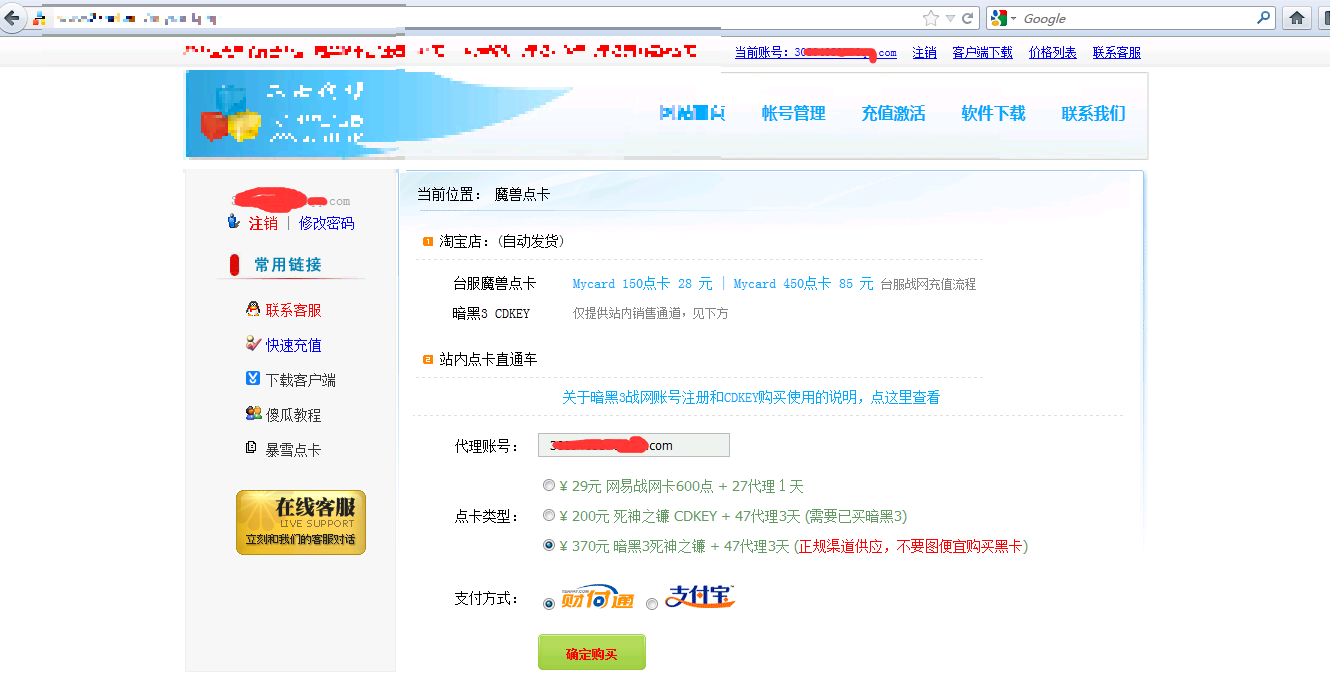 Google
当前账号： .com 注销 客户端下载 价格列表 联系客服
帐号管理 充值激活 软件下载 联系我们
.com
注销 | 修改密码
常用链接
联系客服
快速充值
下载客户端
傻瓜教程
暴雪点卡
在线客服
LIVE SUPPORT
立刻和我们的客服对话
当前位置： 魔兽点卡
1 淘宝店：(自动发货)
台服魔兽点卡 Mycard 150点卡 28 元 | Mycard 450点卡 85 元 台服战网充值流程
暗黑3 CDKEY 仅提供站内销售通道，见下方
2 站内点卡直通车
关于暗黑3战网账号注册和CDKEY购买使用的说明，点这里查看
代理账号： .com
点卡类型： ¥ 29元 网易战网卡600点 + 27代理 1 天
¥ 200元 死神之镰 CDKEY + 47代理3天 (需要已买暗黑3)
¥ 370元 暗黑3死神之镰 + 47代理3天 (正规渠道供应，不要图便宜购买黑卡)
支付方式： 财付通 支付宝
确定购买